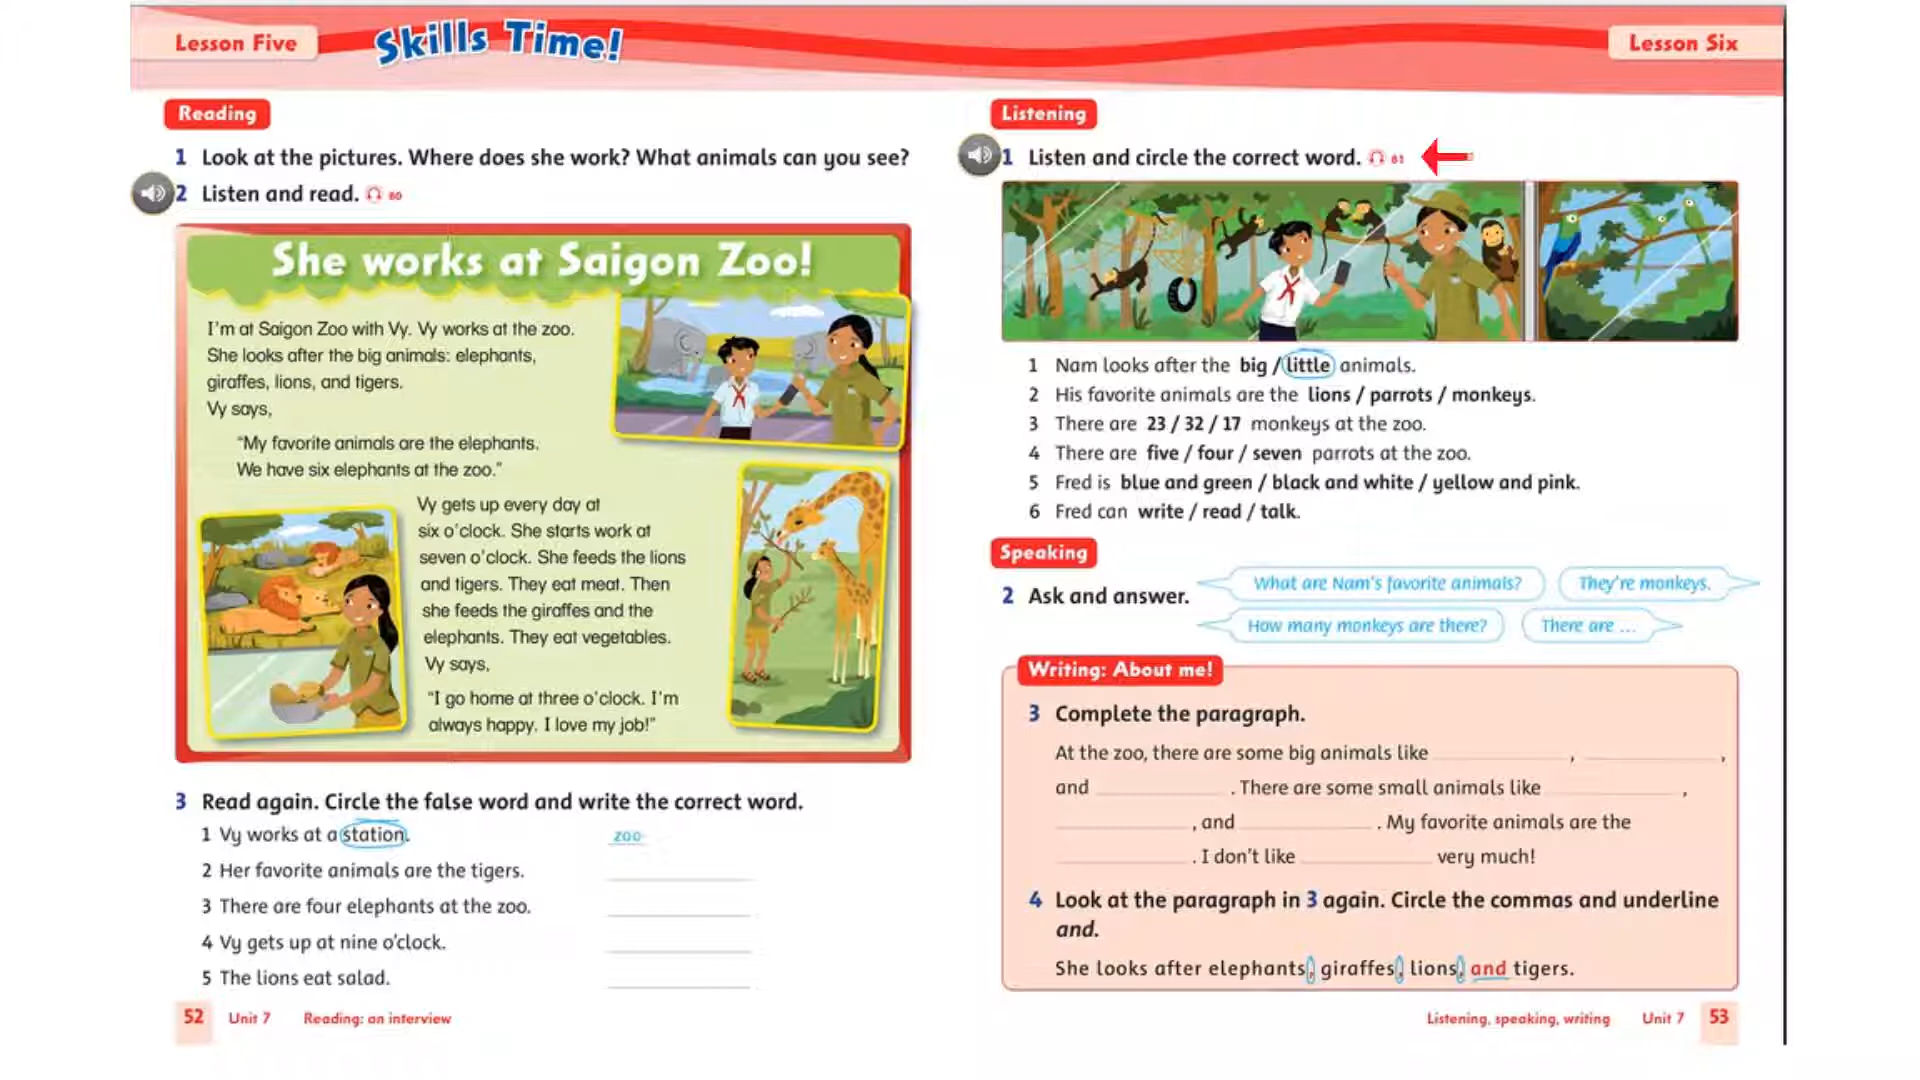 Lesson Five
Skills Time!
Reading
1 Look at the pictures. Where does she work? What animals can you see?
2 Listen and read. 80
She works at Saigon Zoo!
I'm at Saigon Zoo with Vy. Vy works at the zoo.
She looks after the big animals: elephants,
giraffes, lions, and tigers.
Vy says,
"My favorite animals are the elephants.
We have six elephants at the zoo."
Vy gets up every day at
six o'clock. She starts work at
seven o'clock. She feeds the lions
and tigers. They eat meat. Then
she feeds the giraffes and the
elephants. They eat vegetables.
Vy says,
"I go home at three o'clock. I'm
always happy. I love my job!"
3 Read again. Circle the false word and write the correct word.
1 Vy works at a station. zoo
2 Her favorite animals are the tigers.
3 There are four elephants at the zoo.
4 Vy gets up at nine o'clock.
5 The lions eat salad.
52 Unit 7 Reading: an interview
Lesson Six
Listening
1 Listen and circle the correct word. 81
1 Nam looks after the big / little animals.
2 His favorite animals are the lions / parrots / monkeys.
3 There are 23 / 32 / 17 monkeys at the zoo.
4 There are five / four / seven parrots at the zoo.
5 Fred is blue and green / black and white / yellow and pink.
6 Fred can write / read / talk.
Speaking
2 Ask and answer.
What are Nam's favorite animals? They're monkeys.
How many monkeys are there? There are ...
Writing: About me!
3 Complete the paragraph.
At the zoo, there are some big animals like , ,
and . There are some small animals like ,
, and . My favorite animals are the
. I don't like very much!
4 Look at the paragraph in 3 again. Circle the commas and underline
and.
She looks after elephants, giraffes, lions, and tigers.
Listening, speaking, writing Unit 7 53